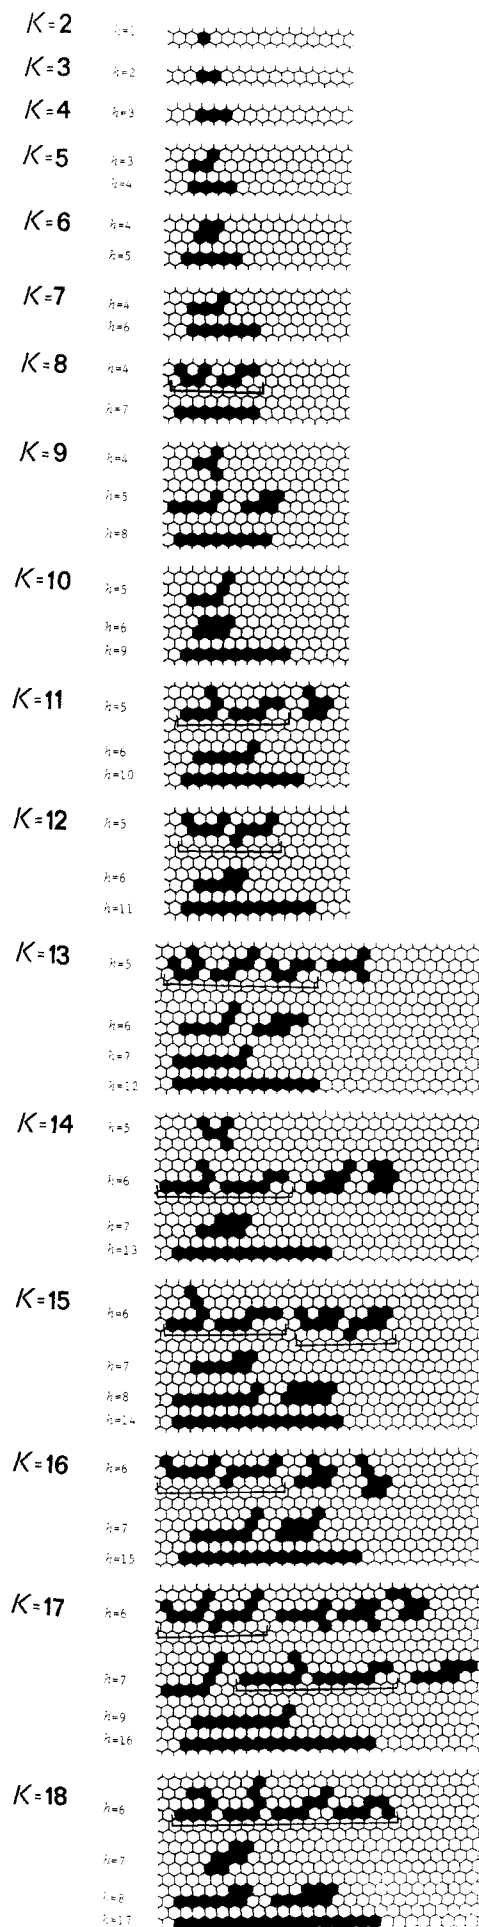 K=2 h=1
K=3 h=2
K=4 h=3
K=5 h=3
h=4
K=6 h=4
h=5
K=7 h=4
h=6
K=8 h=4
h=7
K=9 h=4
h=5
h=8
K=10 h=5
h=6
h=9
K=11 h=5
h=6
h=10
K=12 h=5
h=6
h=11
K=13 h=5
h=6
h=7
h=12
K=14 h=5
h=6
h=7
h=13
K=15 h=6
h=7
h=8
h=14
K=16 h=6
h=7
h=15
K=17 h=6
h=7
h=9
h=16
K=18 h=6
h=7
h=8
h=17